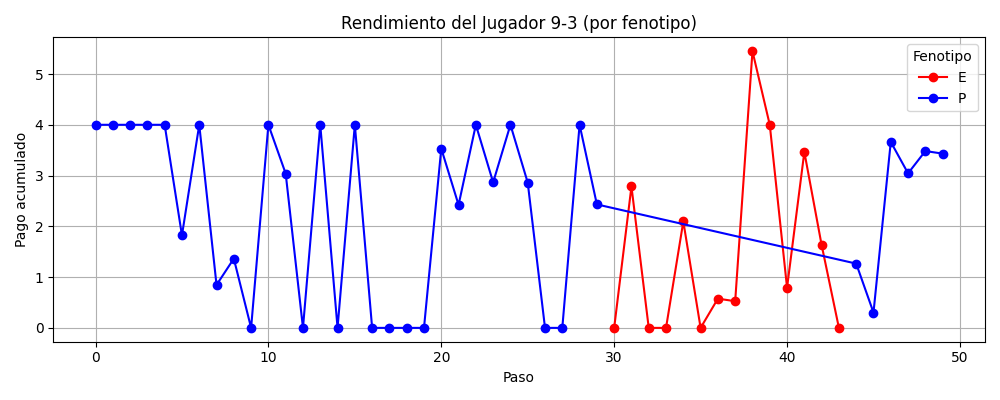 Rendimiento del Jugador 9-3 (por fenotipo)
Pago acumulado
5
4
3
2
1
0
Fenotipo
E
P
0 10 20 30 40 50
Paso